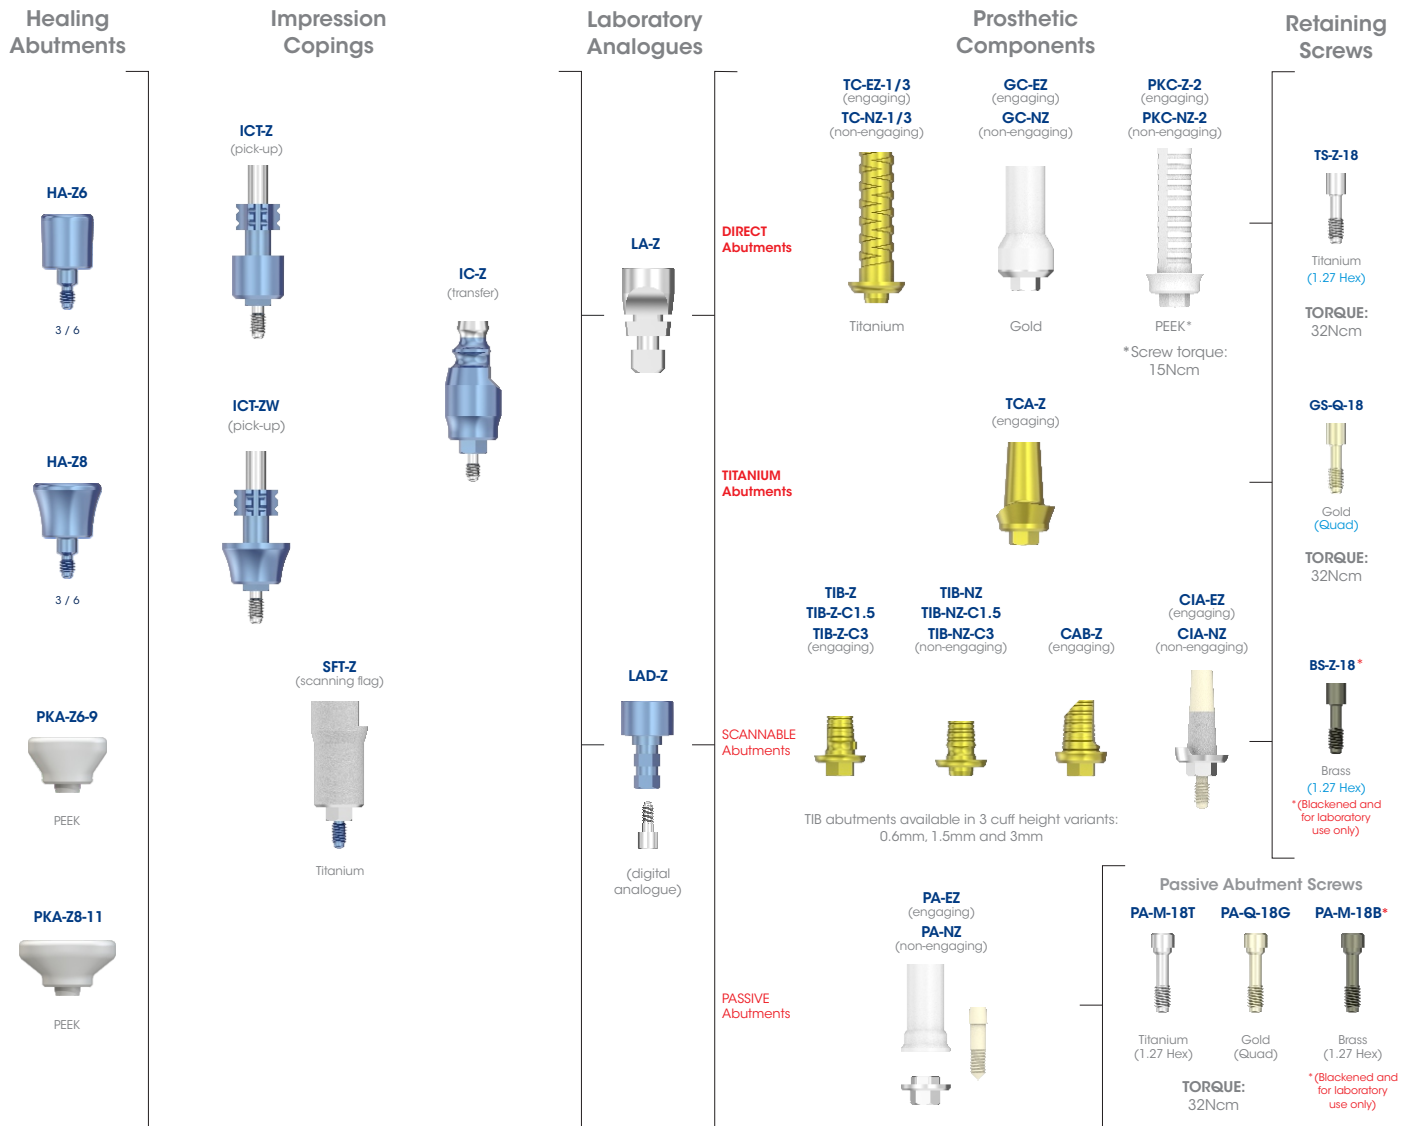 Healing
Abutments
Impression
Copings
Laboratory
Analogues
Prosthetic
Components
Retaining
Screws
HA-Z6
3 / 6
HA-Z8
3 / 6
PKA-Z6-9
PEEK
PKA-Z8-11
PEEK
ICT-Z
(pick-up)
IC-Z
(transfer)
ICT-ZW
(pick-up)
SFT-Z
(scanning flag)
Titanium
LA-Z
LAD-Z
(digital
analogue)
DIRECT
Abutments
TC-EZ-1/3
(engaging)
TC-NZ-1/3
(non-engaging)
Titanium
GC-EZ
(engaging)
GC-NZ
(non-engaging)
Gold
PKC-Z-2
(engaging)
PKC-NZ-2
(non-engaging)
PEEK*
*Screw torque:
15Ncm
TITANIUM
Abutments
TCA-Z
(engaging)
SCANNABLE
Abutments
TIB-Z
TIB-Z-C1.5
TIB-Z-C3
(engaging)
TIB-NZ
TIB-NZ-C1.5
TIB-NZ-C3
(non-engaging)
CAB-Z
(engaging)
CIA-EZ
(engaging)
CIA-NZ
(non-engaging)
TIB abutments available in 3 cuff height variants:
0.6mm, 1.5mm and 3mm
PASSIVE
Abutments
PA-EZ
(engaging)
PA-NZ
(non-engaging)
TS-Z-18
Titanium
(1.27 Hex)
TORQUE:
32Ncm
GS-Q-18
Gold
(Quad)
TORQUE:
32Ncm
BS-Z-18*
Brass
(1.27 Hex)
*(Blackened and
for laboratory
use only)
Passive Abutment Screws
PA-M-18T
Titanium
(1.27 Hex)
PA-Q-18G
Gold
(Quad)
TORQUE:
32Ncm
PA-M-18B*
Brass
(1.27 Hex)
*(Blackened and
for laboratory
use only)